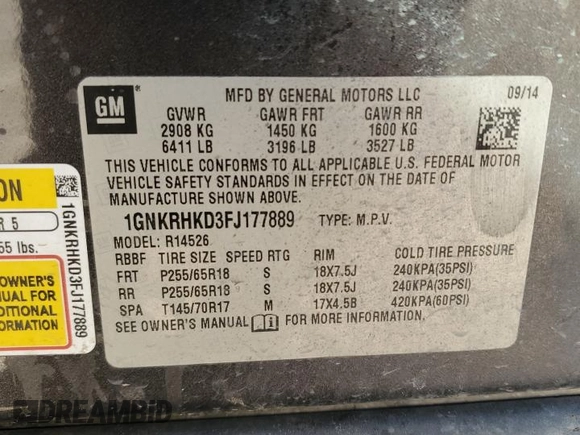 GM
MFD BY GENERAL MOTORS LLC
09/14
GVWR GAWR FRT GAWR RR
2908 KG 1450 KG 1600 KG
6411 LB 3196 LB 3527 LB
THIS VEHICLE CONFORMS TO ALL APPLICABLE U.S. FEDERAL MOTOR
VEHICLE SAFETY STANDARDS IN EFFECT ON THE DATE OF
MANUFACTURE SHOWN ABOVE.
1GNKRHKD3FJ177889 TYPE: M.P.V.
MODEL: R14526
RBBF TIRE SIZE SPEED RTG RIM COLD TIRE PRESSURE
FRT P255/65R18 S 18X7.5J 240KPA(35PSI)
RR P255/65R18 S 18X7.5J 240KPA(35PSI)
SPA T145/70R17 M 17X4.5B 420KPA(60PSI)
SEE OWNER'S MANUAL FOR MORE INFORMATION.
ION
R 5
55 lbs.
OWNER'S
NUAL FOR
DITIONAL
ORMATION
1GNKRHKD3FJ177889
DREAMBID